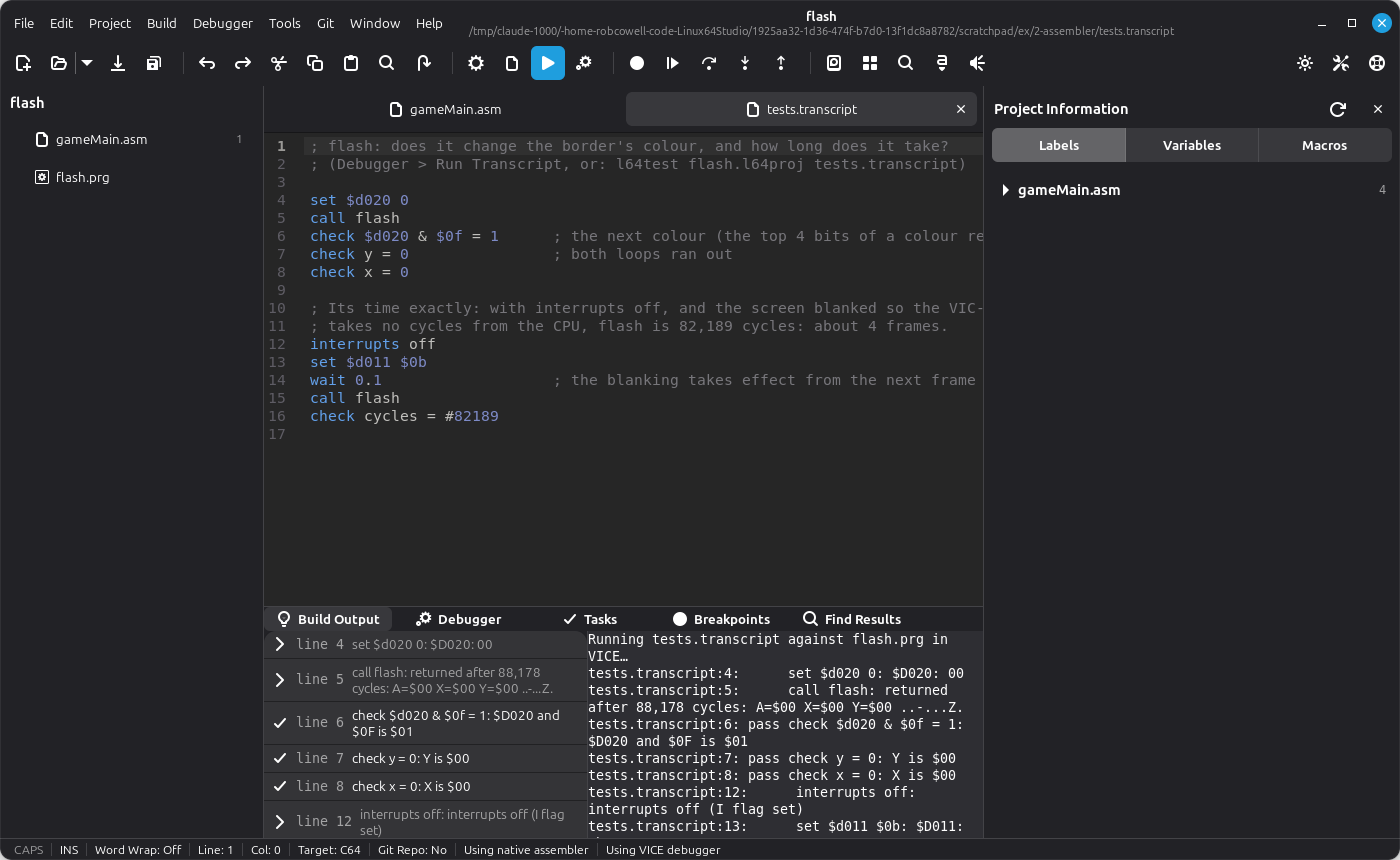 File Edit Project Build Debugger Tools Git Window Help
flash
/tmp/claude-1000/-home-robcowell-code-Linux64Studio/1925aa32-1d36-474f-b7d0-13f1dc8a8782/scratchpad/ex/2-assembler/tests.transcript
flash
gameMain.asm 1
flash.prg
gameMain.asm
tests.transcript
1 ; flash: does it change the border's colour, and how long does it take?
2 ; (Debugger > Run Transcript, or: l64test flash.l64proj tests.transcript)
3
4 set $d020 0
5 call flash
6 check $d020 & $0f = 1 ; the next colour (the top 4 bits of a colour re
7 check y = 0 ; both loops ran out
8 check x = 0
9
10 ; Its time exactly: with interrupts off, and the screen blanked so the VIC-
11 ; takes no cycles from the CPU, flash is 82,189 cycles: about 4 frames.
12 interrupts off
13 set $d011 $0b
14 wait 0.1 ; the blanking takes effect from the next frame
15 call flash
16 check cycles = #82189
17
Project Information
Labels Variables Macros
gameMain.asm 4
Build Output Debugger Tasks Breakpoints Find Results
line 4 set $d020 0: $D020: 00
line 5 call flash: returned after 88,178
cycles: A=$00 X=$00 Y=$00 ..-...Z.
line 6 check $d020 & $0f = 1: $D020 and
$0F is $01
line 7 check y = 0: Y is $00
line 8 check x = 0: X is $00
line 12 interrupts off: interrupts off (I flag
set)
Running tests.transcript against flash.prg in
VICE…
tests.transcript:4: set $d020 0: $D020: 00
tests.transcript:5: call flash: returned
after 88,178 cycles: A=$00 X=$00 Y=$00 ..-...Z.
tests.transcript:6: pass check $d020 & $0f = 1:
$D020 and $0F is $01
tests.transcript:7: pass check y = 0: Y is $00
tests.transcript:8: pass check x = 0: X is $00
tests.transcript:12: interrupts off:
interrupts off (I flag set)
tests.transcript:13: set $d011 $0b: $D011:
CAPS INS Word Wrap: Off Line: 1 Col: 0 Target: C64 Git Repo: No Using native assembler Using VICE debugger